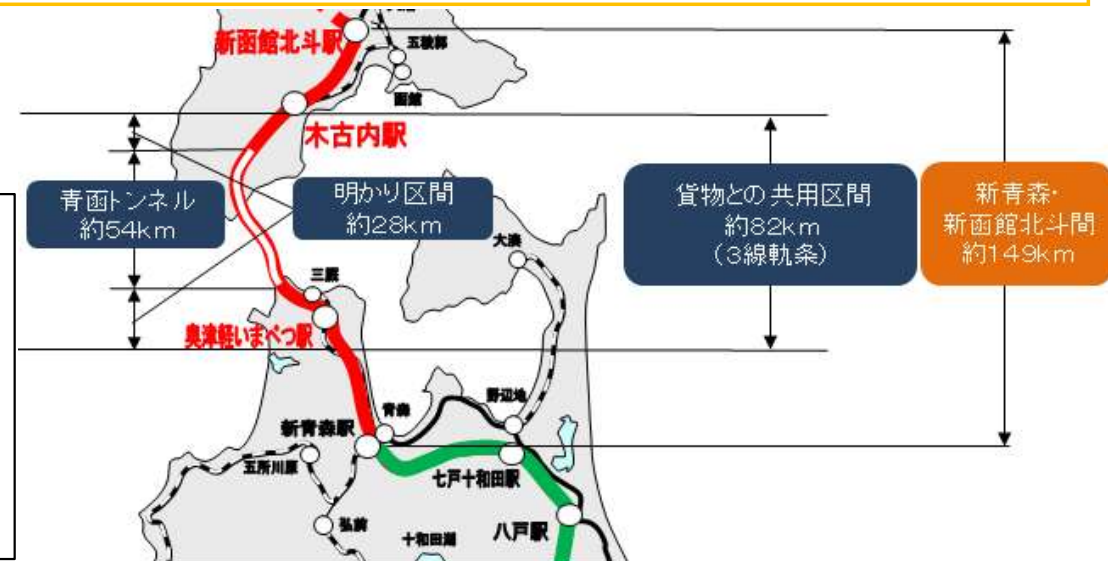 新函館北斗駅
五稜郭
函館
木古内駅
青函トンネル
約54km
明かり区間
約28km
貨物との共用区間
約82km
(3線軌条)
新青森・
新函館北斗間
約149km
大湊
三厩
奥津軽いまべつ駅
野辺地
青森
新青森駅
五所川原
七戸十和田駅
弘前
十和田湖
八戸駅